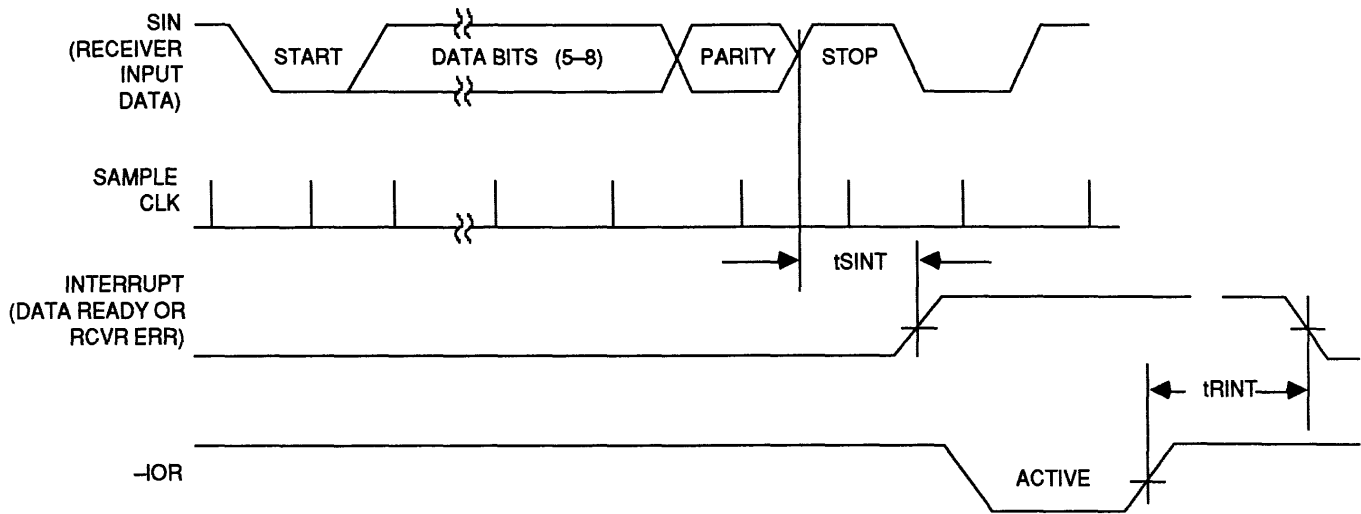 SIN
(RECEIVER
INPUT
DATA)
START
DATA BITS (5–8)
PARITY
STOP
SAMPLE
CLK
tSINT
INTERRUPT
(DATA READY OR
RCVR ERR)
tRINT
–IOR
ACTIVE